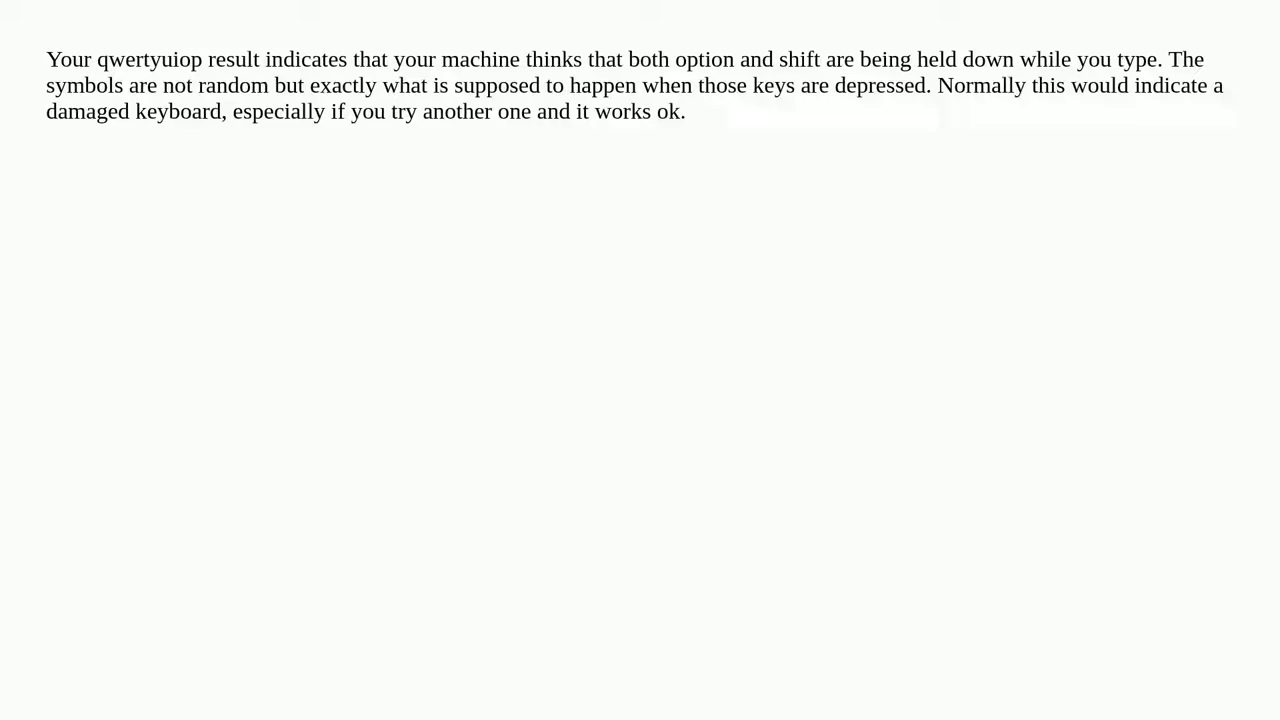 Your qwertyuiop result indicates that your machine thinks that both option and shift are being held down while you type. The
symbols are not random but exactly what is supposed to happen when those keys are depressed. Normally this would indicate a
damaged keyboard, especially if you try another one and it works ok.